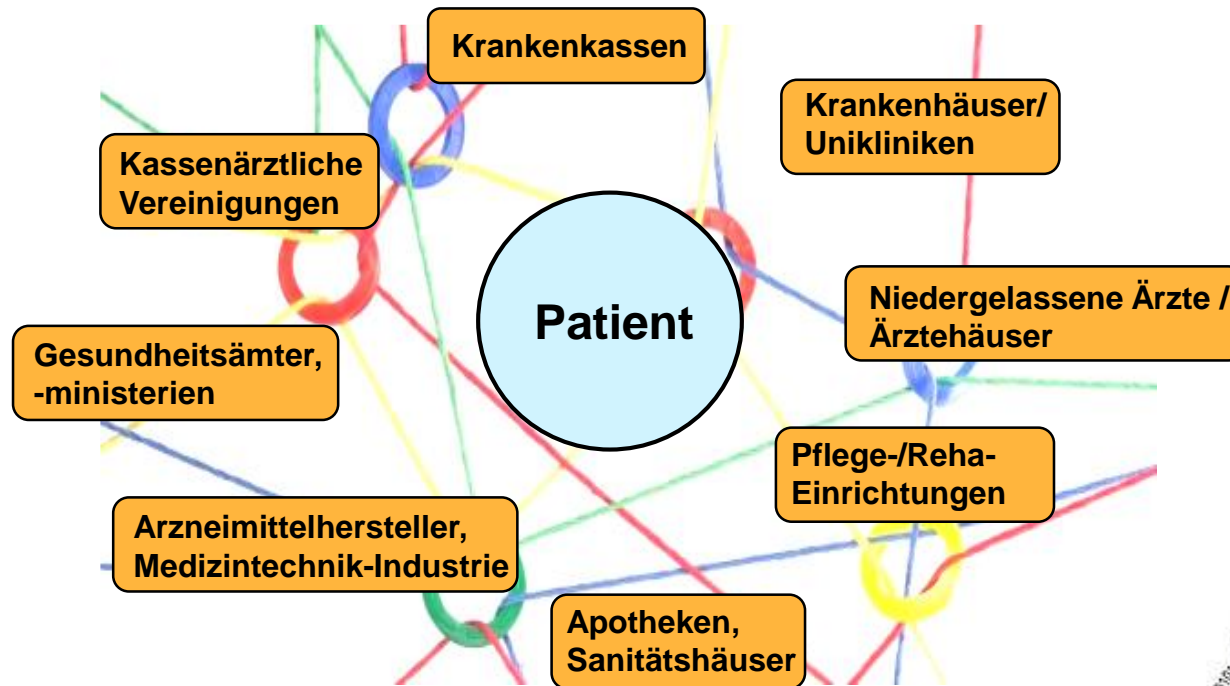 Krankenkassen
Krankenhäuser/
Unikliniken
Kassenärztliche
Vereinigungen
Patient
Niedergelassene Ärzte /
Ärztehäuser
Gesundheitsämter,
-ministerien
Pflege-/Reha-
Einrichtungen
Arzneimittelhersteller,
Medizintechnik-Industrie
Apotheken,
Sanitätshäuser